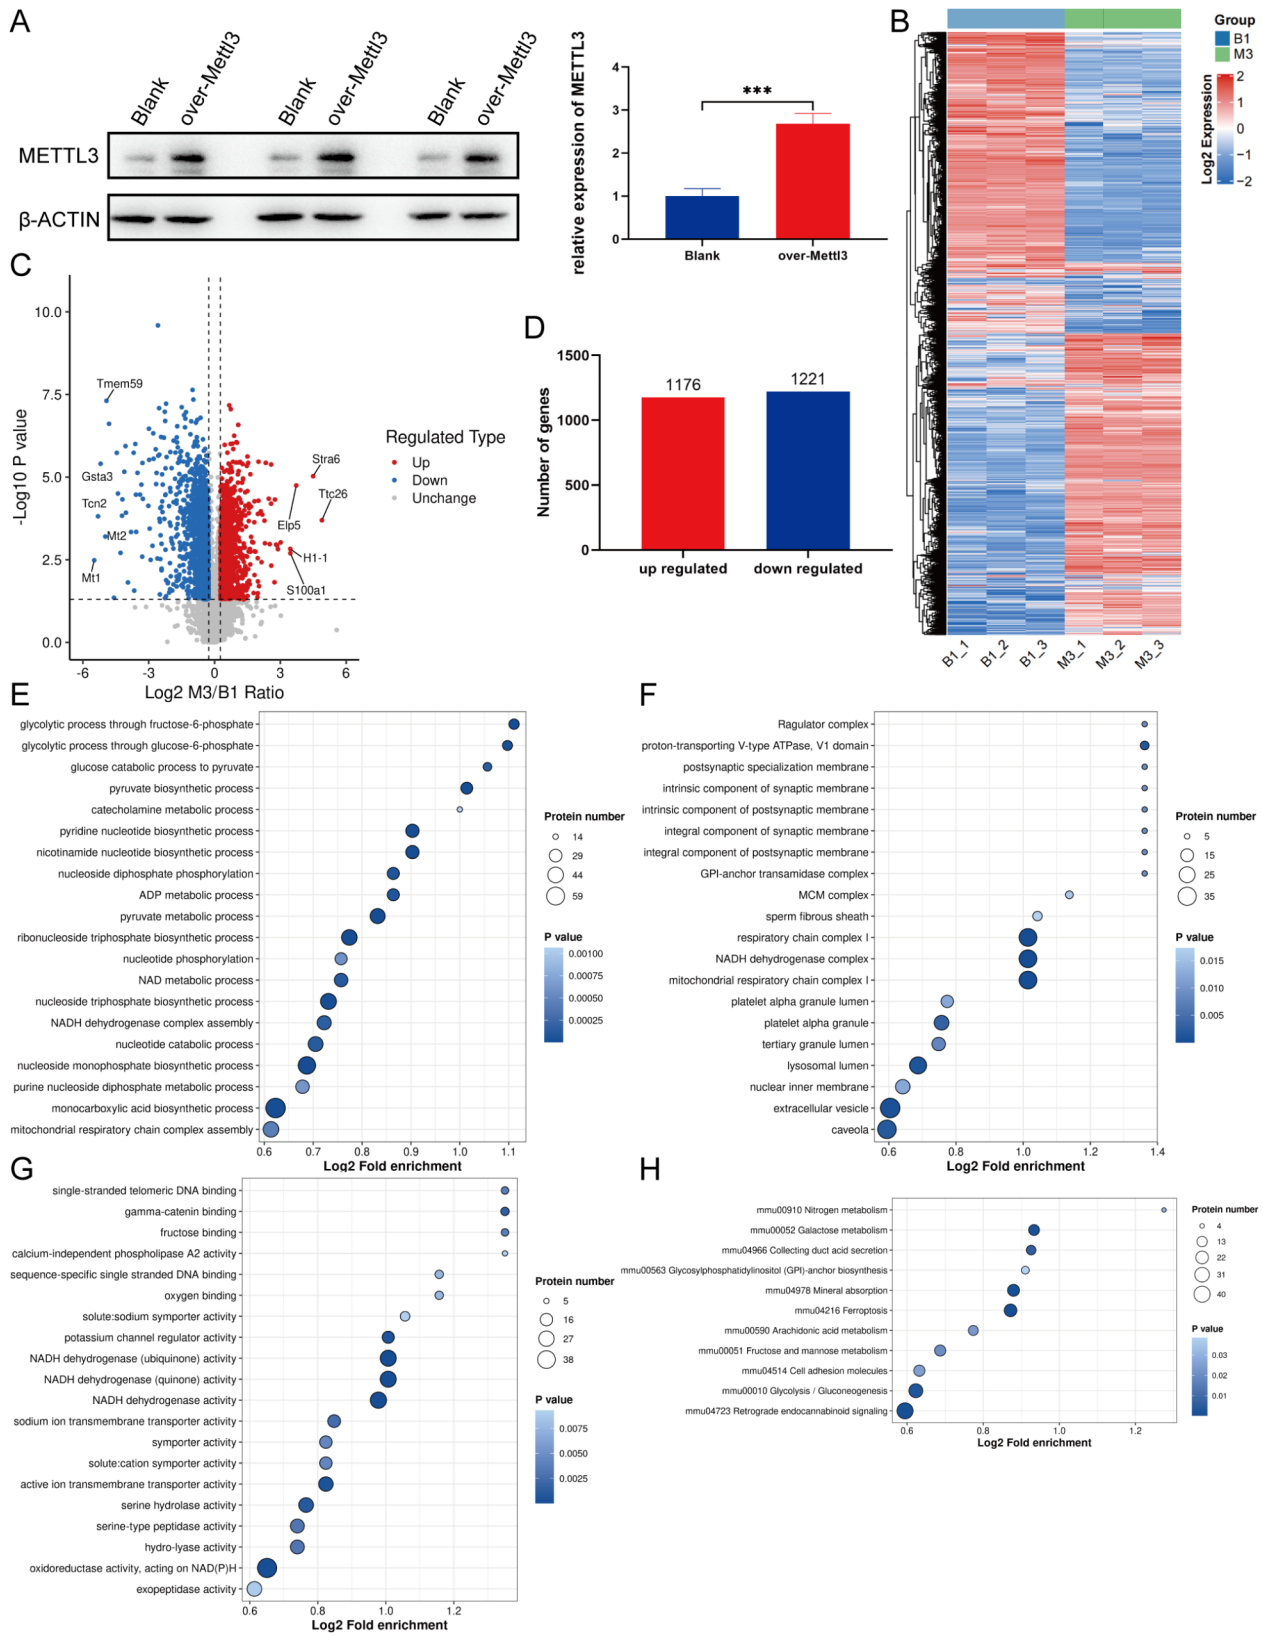 A
Blank
over-Mettl3
Blank
over-Mettl3
Blank
over-Mettl3
METTL3
β-ACTIN
relative expression of METTL3
4
3
2
1
0
***
Blank
over-Mettl3
B
Group
B1
M3
Log2 Expression
2
1
0
−1
−2
B1_1
B1_2
B1_3
M3_1
M3_2
M3_3
C
-Log10 P value
10.0
7.5
5.0
2.5
0.0
-6
-3
0
3
6
Log2 M3/B1 Ratio
Tmem59
Gsta3
Tcn2
Mt2
Mt1
Stra6
Ttc26
Elp5
H1-1
S100a1
Regulated Type
Up
Down
Unchange
D
Number of genes
1500
1000
500
0
1176
1221
up regulated
down regulated
E
glycolytic process through fructose-6-phosphate
glycolytic process through glucose-6-phosphate
glucose catabolic process to pyruvate
pyruvate biosynthetic process
catecholamine metabolic process
pyridine nucleotide biosynthetic process
nicotinamide nucleotide biosynthetic process
nucleoside diphosphate phosphorylation
ADP metabolic process
pyruvate metabolic process
ribonucleoside triphosphate biosynthetic process
nucleotide phosphorylation
NAD metabolic process
nucleoside triphosphate biosynthetic process
NADH dehydrogenase complex assembly
nucleotide catabolic process
nucleoside monophosphate biosynthetic process
purine nucleoside diphosphate metabolic process
monocarboxylic acid biosynthetic process
mitochondrial respiratory chain complex assembly
0.6
0.7
0.8
0.9
1.0
1.1
Log2 Fold enrichment
Protein number
14
29
44
59
P value
0.00100
0.00075
0.00050
0.00025
F
Ragulator complex
proton-transporting V-type ATPase, V1 domain
postsynaptic specialization membrane
intrinsic component of synaptic membrane
intrinsic component of postsynaptic membrane
integral component of synaptic membrane
integral component of postsynaptic membrane
GPI-anchor transamidase complex
MCM complex
sperm fibrous sheath
respiratory chain complex I
NADH dehydrogenase complex
mitochondrial respiratory chain complex I
platelet alpha granule lumen
platelet alpha granule
tertiary granule lumen
lysosomal lumen
nuclear inner membrane
extracellular vesicle
caveola
0.6
0.8
1.0
1.2
1.4
Log2 Fold enrichment
Protein number
5
15
25
35
P value
0.015
0.010
0.005
G
single-stranded telomeric DNA binding
gamma-catenin binding
fructose binding
calcium-independent phospholipase A2 activity
sequence-specific single stranded DNA binding
oxygen binding
solute:sodium symporter activity
potassium channel regulator activity
NADH dehydrogenase (ubiquinone) activity
NADH dehydrogenase (quinone) activity
NADH dehydrogenase activity
sodium ion transmembrane transporter activity
symporter activity
solute:cation symporter activity
active ion transmembrane transporter activity
serine hydrolase activity
serine-type peptidase activity
hydro-lyase activity
oxidoreductase activity, acting on NAD(P)H
exopeptidase activity
0.6
0.8
1.0
1.2
Log2 Fold enrichment
Protein number
5
16
27
38
P value
0.0075
0.0050
0.0025
H
mmu00910 Nitrogen metabolism
mmu00052 Galactose metabolism
mmu04966 Collecting duct acid secretion
mmu00563 Glycosylphosphatidylinositol (GPI)-anchor biosynthesis
mmu04978 Mineral absorption
mmu04216 Ferroptosis
mmu00590 Arachidonic acid metabolism
mmu00051 Fructose and mannose metabolism
mmu04514 Cell adhesion molecules
mmu00010 Glycolysis / Gluconeogenesis
mmu04723 Retrograde endocannabinoid signaling
0.6
0.8
1.0
1.2
Log2 Fold enrichment
Protein number
4
13
22
31
40
P value
0.03
0.02
0.01